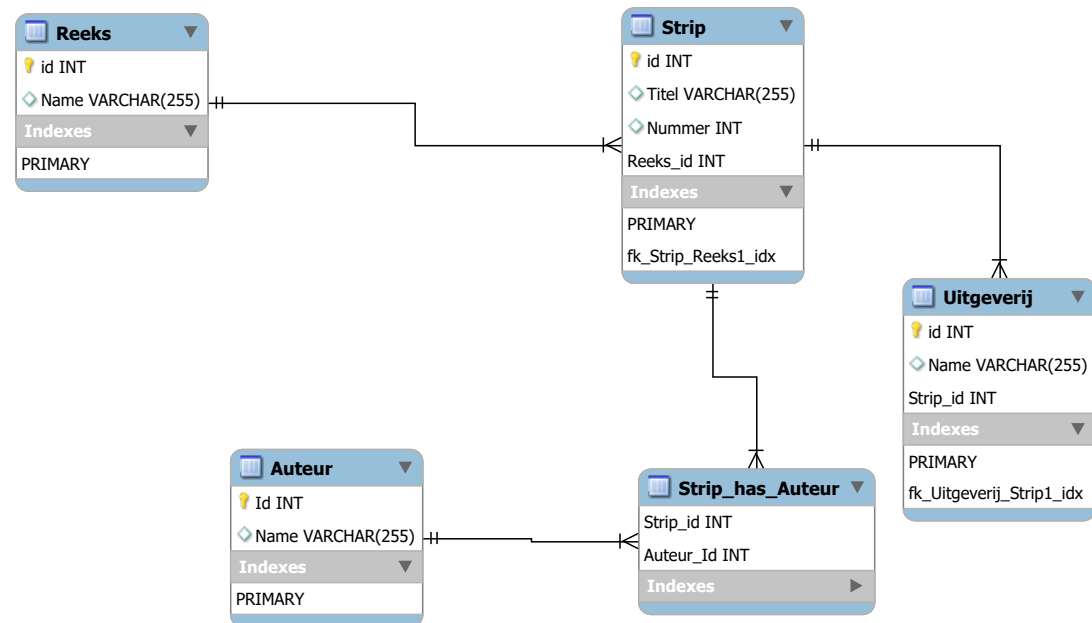 Reeks
id INT
Name VARCHAR(255)
Indexes
PRIMARY
Strip
id INT
Titel VARCHAR(255)
Nummer INT
Reeks_id INT
Indexes
PRIMARY
fk_Strip_Reeks1_idx
Uitgeverij
id INT
Name VARCHAR(255)
Strip_id INT
Indexes
PRIMARY
fk_Uitgeverij_Strip1_idx
Auteur
Id INT
Name VARCHAR(255)
Indexes
PRIMARY
Strip_has_Auteur
Strip_id INT
Auteur_Id INT
Indexes